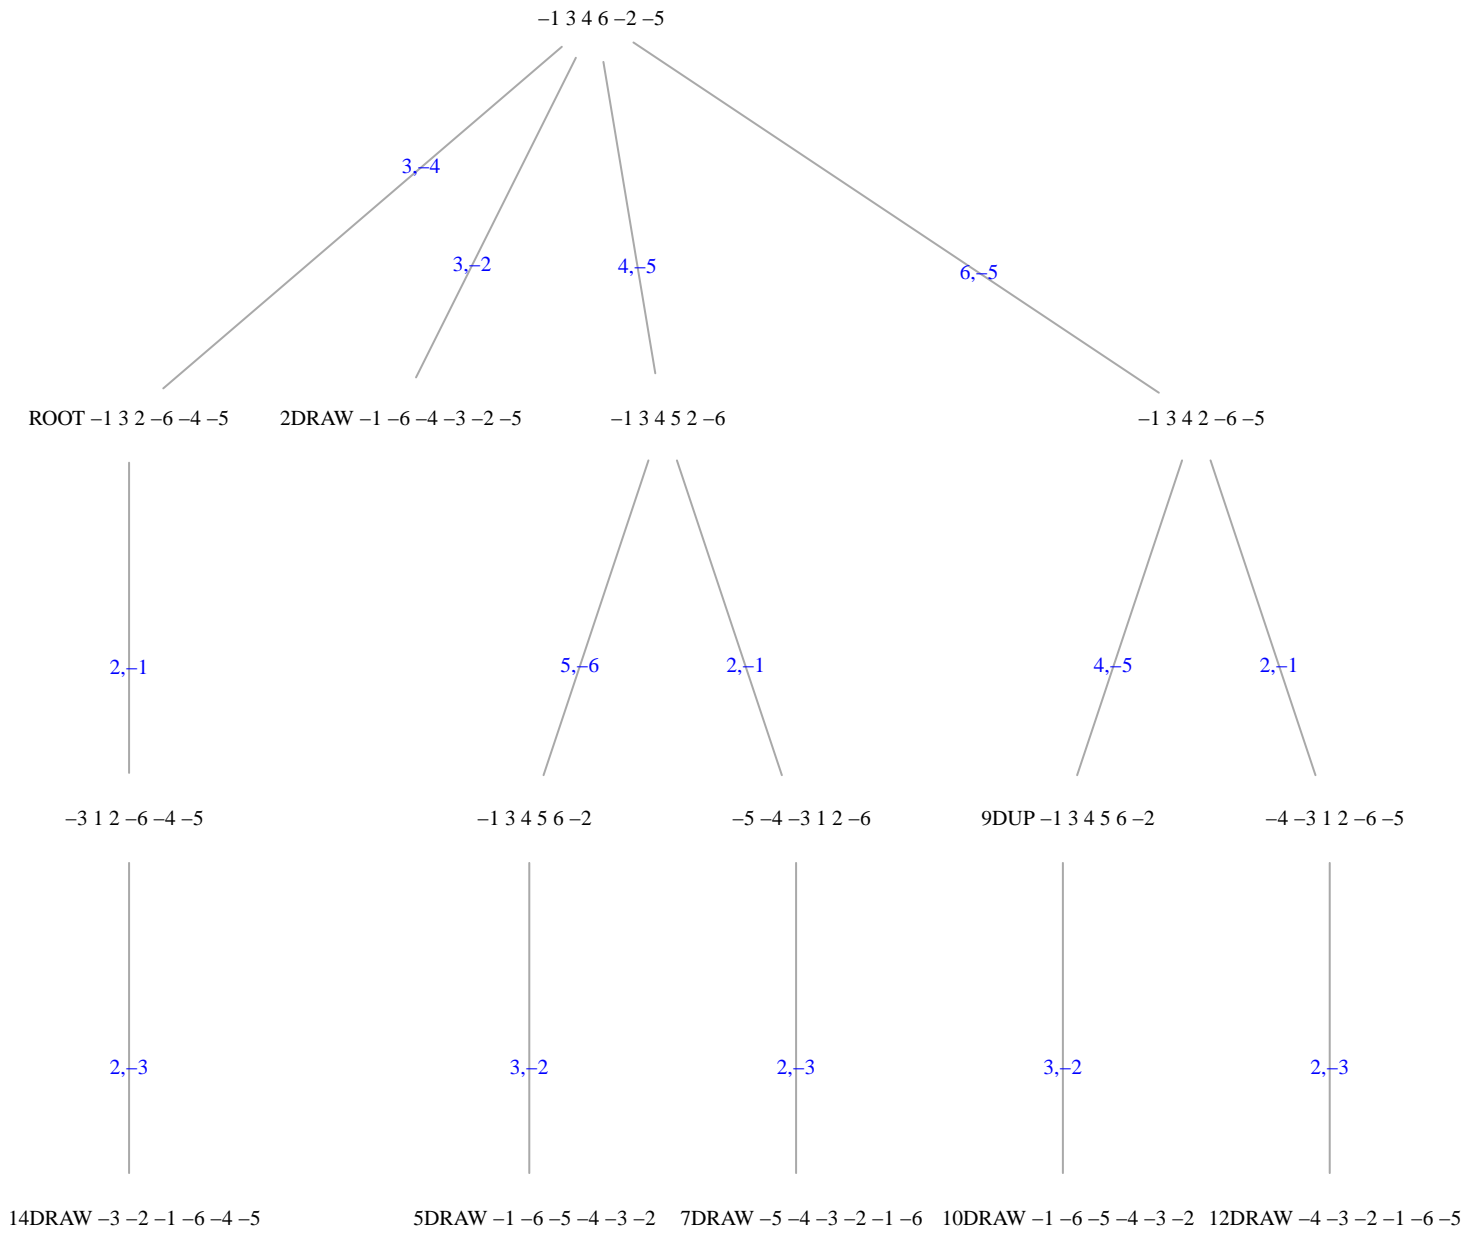 –1 3 4 6 –2 –5
3,–4
3,–2
4,–5
6,–5
ROOT –1 3 2 –6 –4 –5
2DRAW –1 –6 –4 –3 –2 –5
–1 3 4 5 2 –6
–1 3 4 2 –6 –5
2,–1
5,–6
2,–1
4,–5
2,–1
–3 1 2 –6 –4 –5
–1 3 4 5 6 –2
–5 –4 –3 1 2 –6
9DUP –1 3 4 5 6 –2
–4 –3 1 2 –6 –5
2,–3
3,–2
2,–3
3,–2
2,–3
14DRAW –3 –2 –1 –6 –4 –5
5DRAW –1 –6 –5 –4 –3 –2
7DRAW –5 –4 –3 –2 –1 –6
10DRAW –1 –6 –5 –4 –3 –2
12DRAW –4 –3 –2 –1 –6 –5